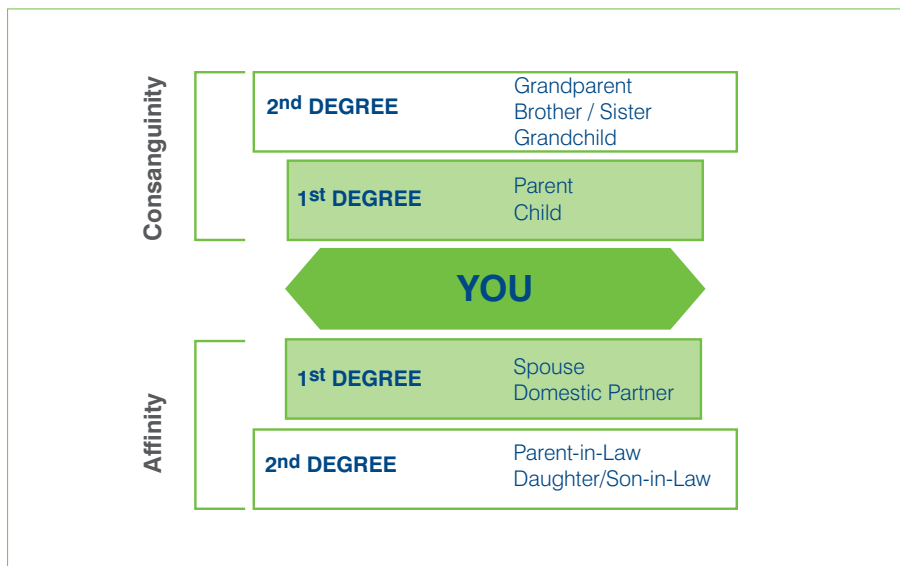 Consanguinity
2nd DEGREE
Grandparent
Brother / Sister
Grandchild
1st DEGREE
Parent
Child
YOU
Affinity
1st DEGREE
Spouse
Domestic Partner
2nd DEGREE
Parent-in-Law
Daughter/Son-in-Law